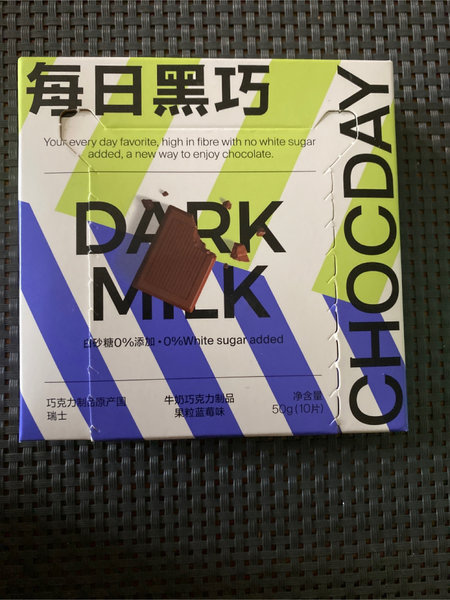 每日黑巧
CHOCDAY
Your every day favorite, high in fibre with no white sugar
added, a new way to enjoy chocolate.
DARK
MILK
白砂糖0%添加 • 0%White sugar added
巧克力制品原产国
瑞士
牛奶巧克力制品
果粒蓝莓味
净含量
50g (10片)